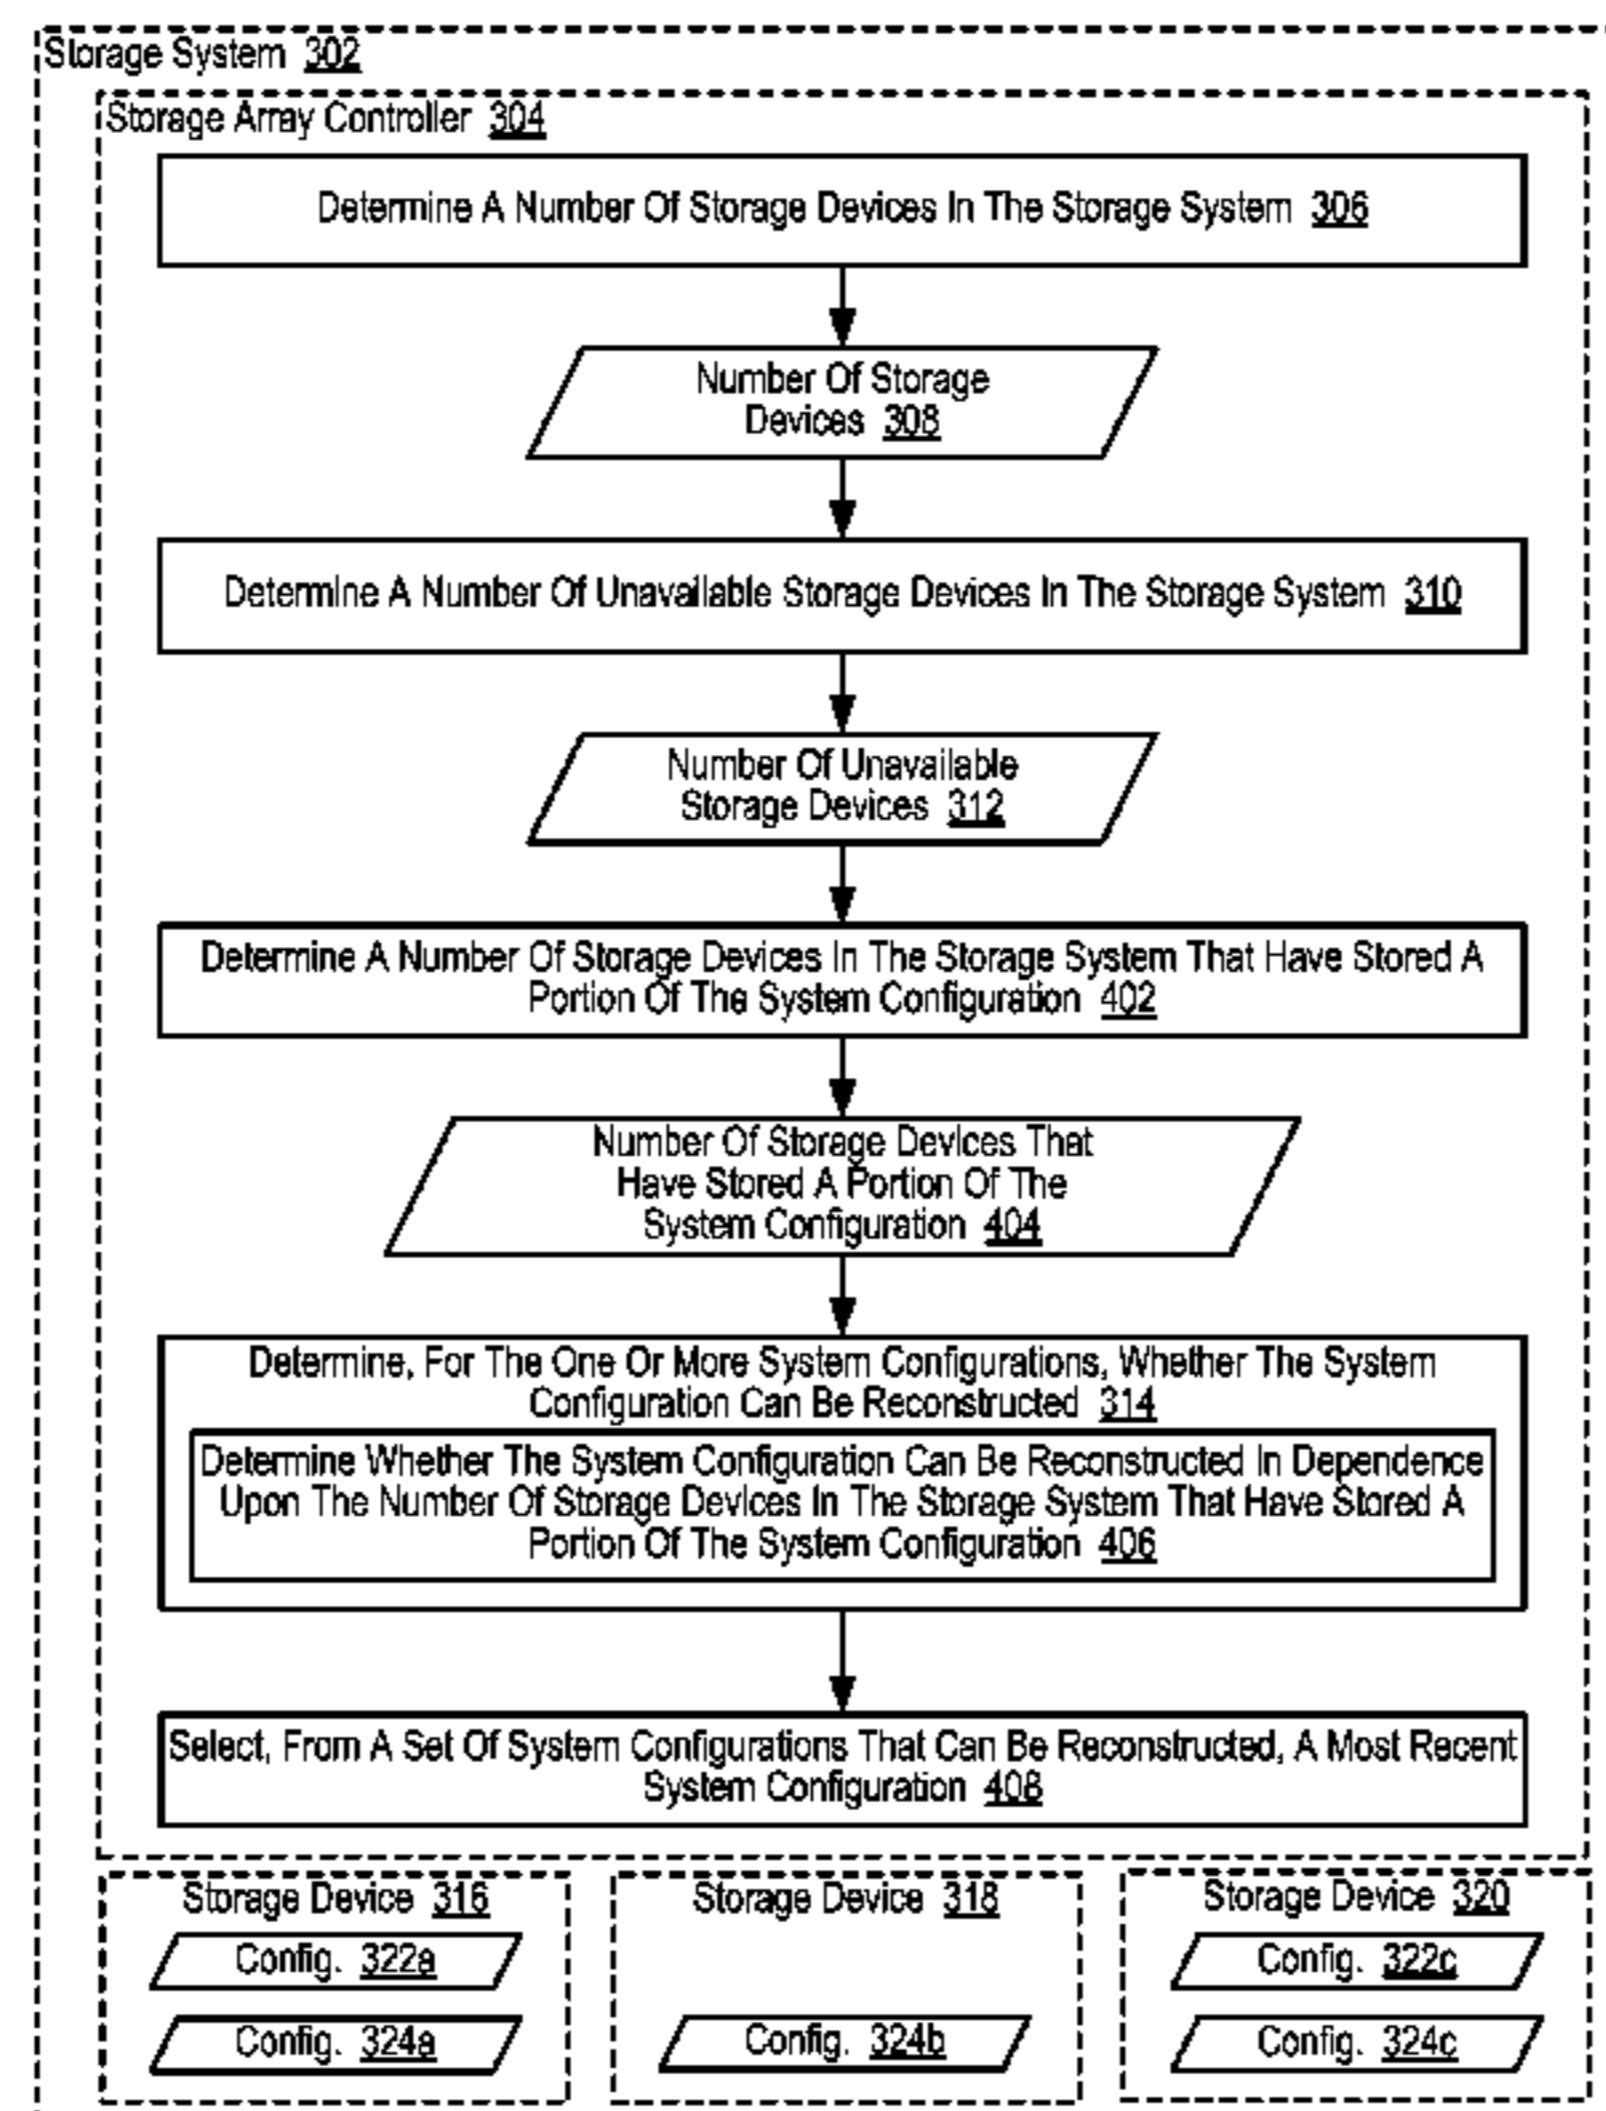 Storage System 302
Storage Array Controller 304
Determine A Number Of Storage Devices In The Storage System 306
Number Of Storage
Devices 308
Determine A Number Of Unavailable Storage Devices In The Storage System 310
Number Of Unavailable
Storage Devices 312
Determine A Number Of Storage Devices In The Storage System That Have Stored A
Portion Of The System Configuration 402
Number Of Storage Devices That
Have Stored A Portion Of The
System Configuration 404
Determine, For The One Or More System Configurations, Whether The System
Configuration Can Be Reconstructed 314
Determine Whether The System Configuration Can Be Reconstructed In Dependence
Upon The Number Of Storage Devices In The Storage System That Have Stored A
Portion Of The System Configuration 406
Select, From A Set Of System Configurations That Can Be Reconstructed, A Most Recent
System Configuration 408
Storage Device 316
Config. 322a
Config. 324a
Storage Device 318
Config. 324b
Storage Device 320
Config. 322c
Config. 324c